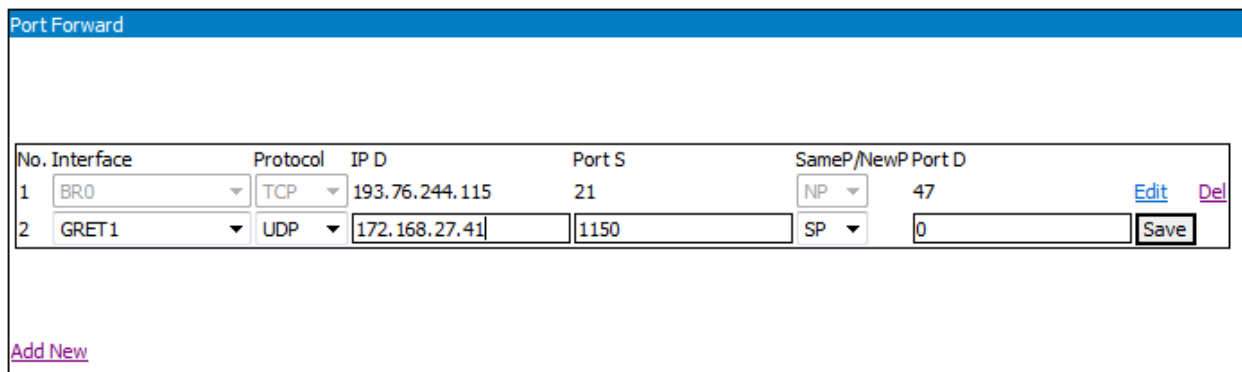 Port Forward
No. Interface Protocol IP D Port S SameP/NewP Port D
1 BR0 TCP 193.76.244.115 21 NP 47 Edit Del
2 GRET1 UDP 172.168.27.41 1150 SP 0 Save
Add New